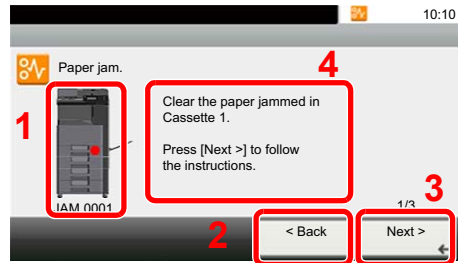 10:10
Paper jam.
4
1
Clear the paper jammed in
Cassette 1.
Press [Next >] to follow
the instructions.
JAM 0001
1/3
3
2
< Back
Next >